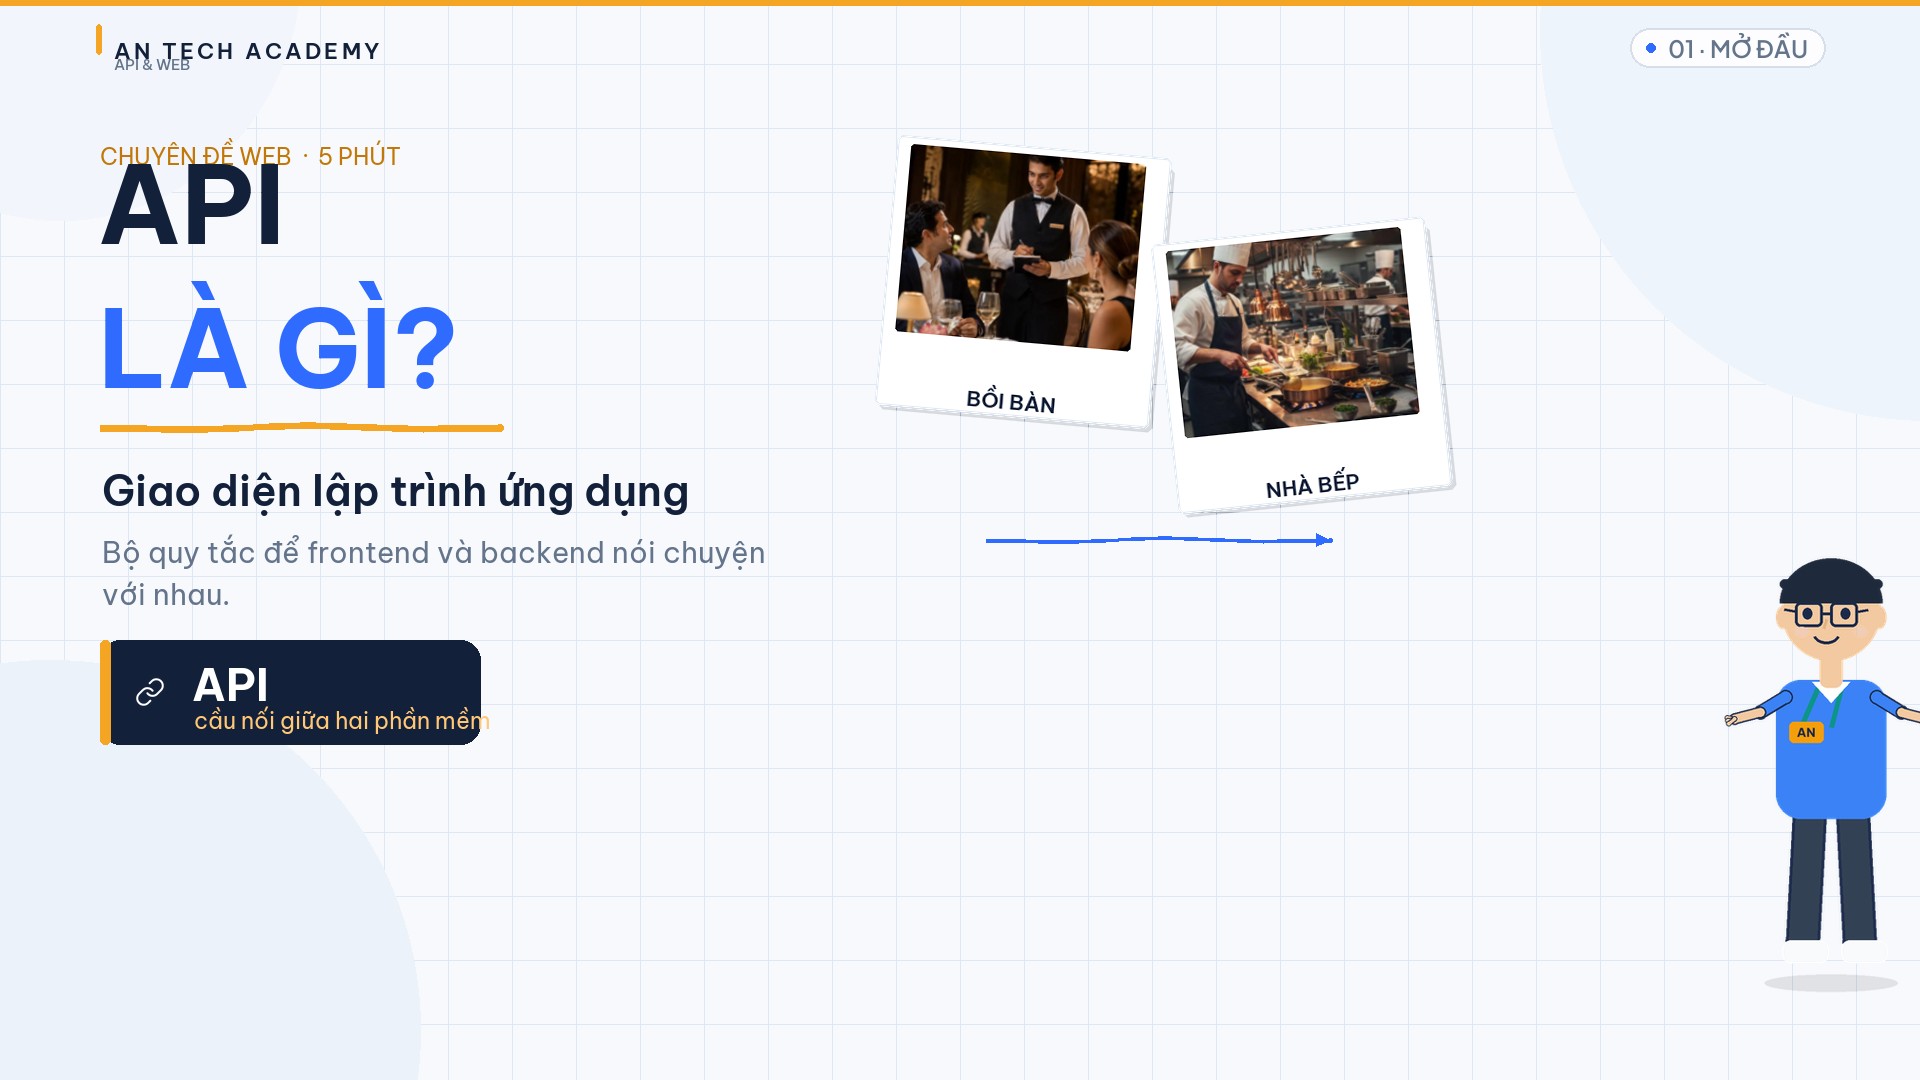 AN TECH ACADEMY
API & WEB
01 · MỞ ĐẦU
CHUYÊN ĐỀ WEB · 5 PHÚT
API
LÀ GÌ?
Giao diện lập trình ứng dụng
Bộ quy tắc để frontend và backend nói chuyện
với nhau.
API
cầu nối giữa hai phần mềm
BỒI BÀN
NHÀ BẾP
AN